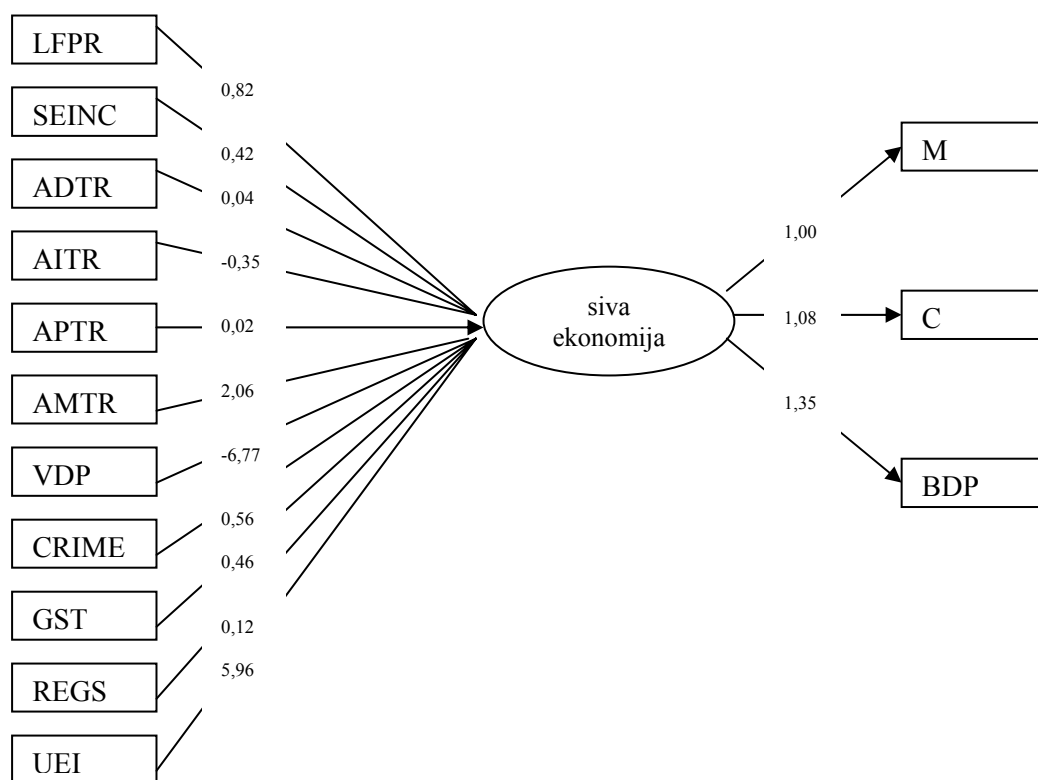 LFPR
SEINC
ADTR
AITR
APTR
AMTR
VDP
CRIME
GST
REGS
UEI
0,82
0,42
0,04
-0,35
0,02
2,06
-6,77
0,56
0,46
0,12
5,96
siva
ekonomija
1,00
1,08
1,35
M
C
BDP